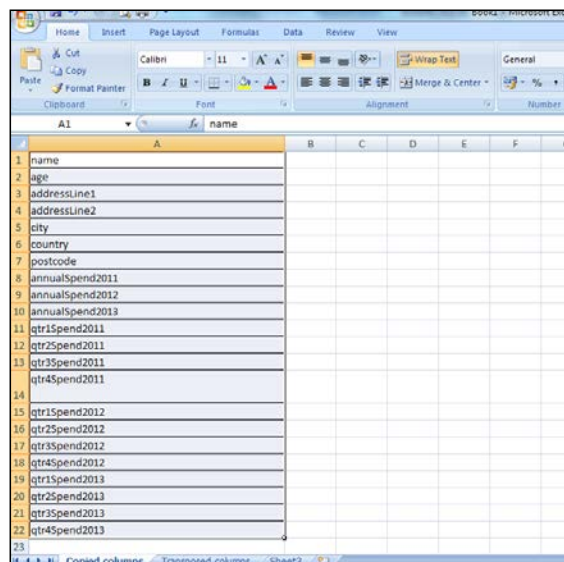 Book1 - Microsoft Ex
Home Insert Page Layout Formulas Data Review View
Cut
Copy
Format Painter
Paste
Calibri 11 A A
B I U A
Wrap Text
Merge & Center
General
%
Clipboard Font Alignment Number
A1 fx name
A B C D E F
1 name
2 age
3 addressLine1
4 addressLine2
5 city
6 country
7 postcode
8 annualSpend2011
9 annualSpend2012
10 annualSpend2013
11 qtr1Spend2011
12 qtr2Spend2011
13 qtr3Spend2011
14 qtr4Spend2011
15 qtr1Spend2012
16 qtr2Spend2012
17 qtr3Spend2012
18 qtr4Spend2012
19 qtr1Spend2013
20 qtr2Spend2013
21 qtr3Spend2013
22 qtr4Spend2013
23
Copied columns Transposed columns Sheet3